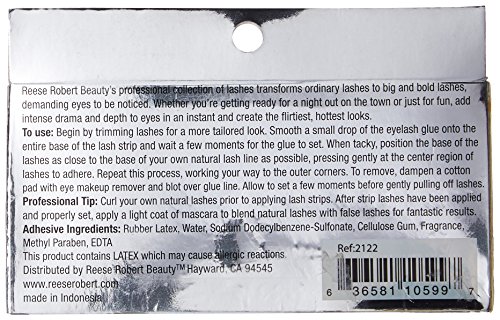 Reese Robert Beauty's professional collection of lashes transforms ordinary lashes to big and bold lashes,
demanding eyes to be noticed. Whether you're getting ready for a night out on the town or just for fun, add
intense drama and depth to eyes in an instant and create the flirtiest, hottest looks.
To use: Begin by trimming lashes for a more tailored look. Smooth a small drop of the eyelash glue onto the
entire base of the lash strip and wait a few moments for the glue to set. When tacky, position the base of the
lashes as close to the base of your own natural lash line as possible, pressing gently at the center region of
lashes to adhere. Repeat this process, working your way to the outer corners. To remove, dampen a cotton
pad with eye makeup remover and blot over glue line. Allow to set a few moments before gently pulling off lashes.
Professional Tip: Curl your own natural lashes prior to applying lash strips. After strip lashes have been applied
and properly set, apply a light coat of mascara to blend natural lashes with false lashes for fantastic results.
Adhesive Ingredients: Rubber Latex, Water, Sodium Dodecylbenzene-Sulfonate, Cellulose Gum, Fragrance,
Methyl Paraben, EDTA
This product contains LATEX which may cause allergic reactions.
Distributed by Reese Robert Beauty™ Hayward, CA 94545
www.reeserobert.com
made in Indonesia
Ref:2122
6 36581 10599 7